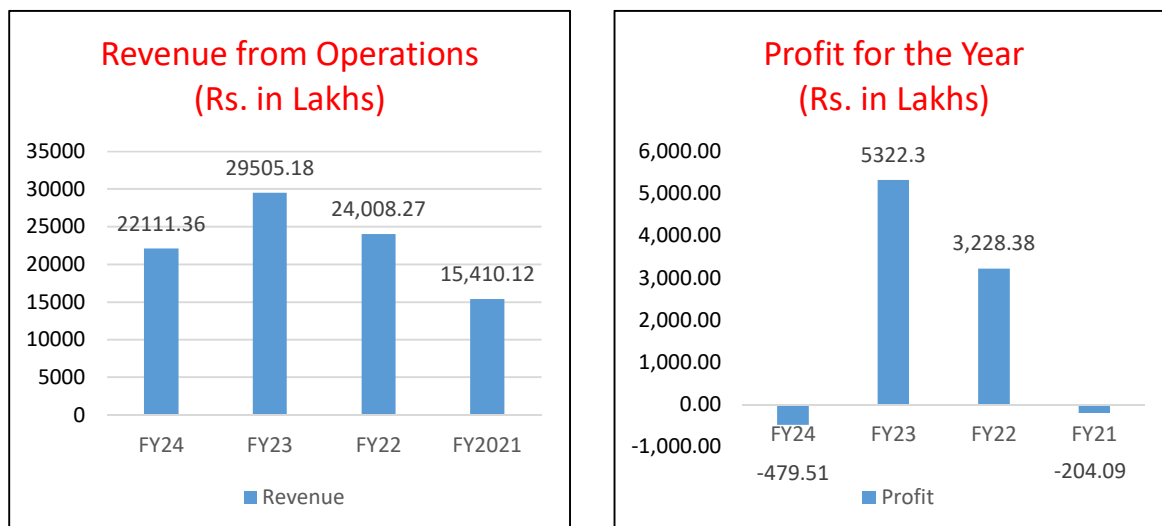 Revenue from Operations
(Rs. in Lakhs)
35000
30000
25000
20000
15000
10000
5000
0
22111.36
29505.18
24,008.27
15,410.12
FY24
FY23
FY22
FY2021
Revenue
Profit for the Year
(Rs. in Lakhs)
6,000.00
5,000.00
4,000.00
3,000.00
2,000.00
1,000.00
0.00
-1,000.00
5322.3
3,228.38
FY24
FY23
FY22
FY21
-479.51
-204.09
Profit